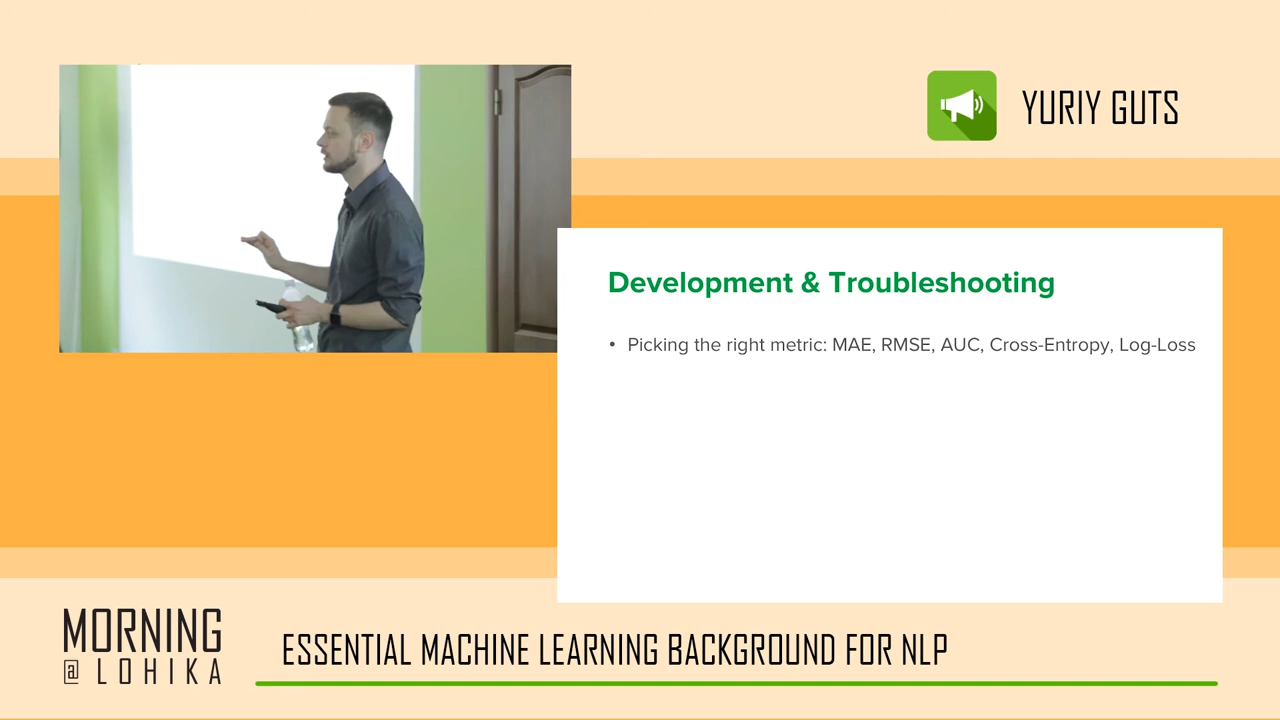 YURIY GUTS
Development & Troubleshooting
• Picking the right metric: MAE, RMSE, AUC, Cross-Entropy, Log-Loss
MORNING
@ LOHIKA
ESSENTIAL MACHINE LEARNING BACKGROUND FOR NLP